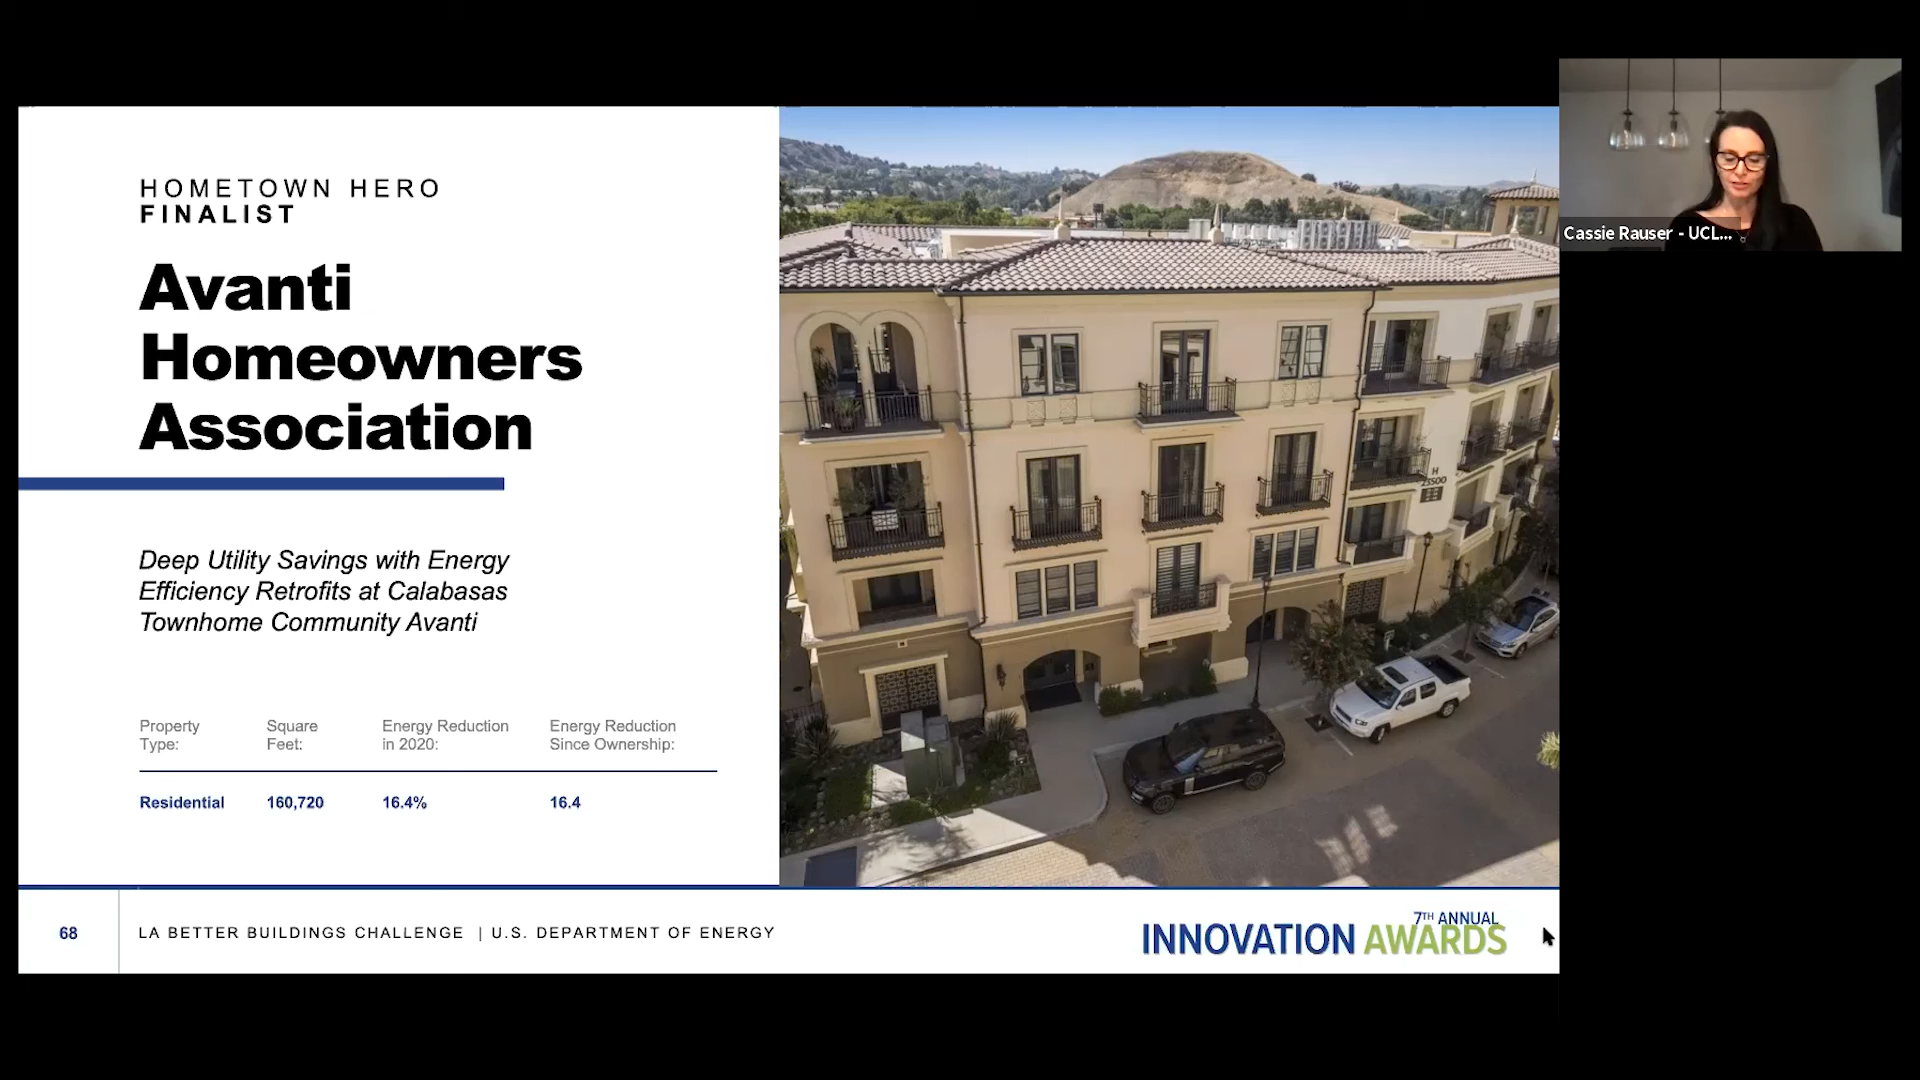 HOMETOWN HERO
FINALIST
Avanti
Homeowners
Association
Deep Utility Savings with Energy
Efficiency Retrofits at Calabasas
Townhome Community Avanti
Property Type: Square Feet: Energy Reduction in 2020: Energy Reduction Since Ownership:
Residential 160,720 16.4% 16.4
68
LA BETTER BUILDINGS CHALLENGE | U.S. DEPARTMENT OF ENERGY
7TH ANNUAL
INNOVATION AWARDS
H
23500
Cassie Rauser - UCL...